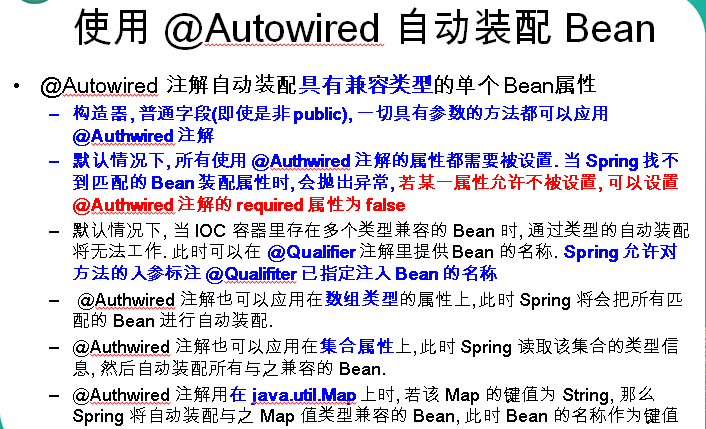 使用 @Autowired 自动装配 Bean
• @Autowired 注解自动装配具有兼容类型的单个Bean属性
– 构造器, 普通字段(即使是非 public), 一切具有参数的方法都可以应用
@Authwired 注解
– 默认情况下, 所有使用 @Authwired 注解的属性都需要被设置. 当 Spring 找不
到匹配的 Bean 装配属性时, 会抛出异常, 若某一属性允许不被设置, 可以设置
@Authwired 注解的 required 属性为 false
– 默认情况下, 当 IOC 容器里存在多个类型兼容的 Bean 时, 通过类型的自动装配
将无法工作. 此时可以在 @Qualifier 注解里提供 Bean 的名称. Spring 允许对
方法的入参标注 @Qualifiter 已指定注入 Bean 的名称
– @Authwired 注解也可以应用在数组类型的属性上, 此时 Spring 将会把所有匹
配的 Bean 进行自动装配.
– @Authwired 注解也可以应用在集合属性上, 此时 Spring 读取该集合的类型信
息, 然后自动装配所有与之兼容的 Bean.
– @Authwired 注解用在 java.util.Map 上时, 若该 Map 的键值为 String, 那么
Spring 将自动装配与之 Map 值类型兼容的 Bean, 此时 Bean 的名称作为键值